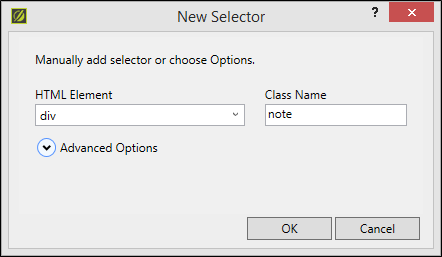 New Selector
?
Manually add selector or choose Options.
HTML Element
Class Name
div
note
Advanced Options
OK
Cancel